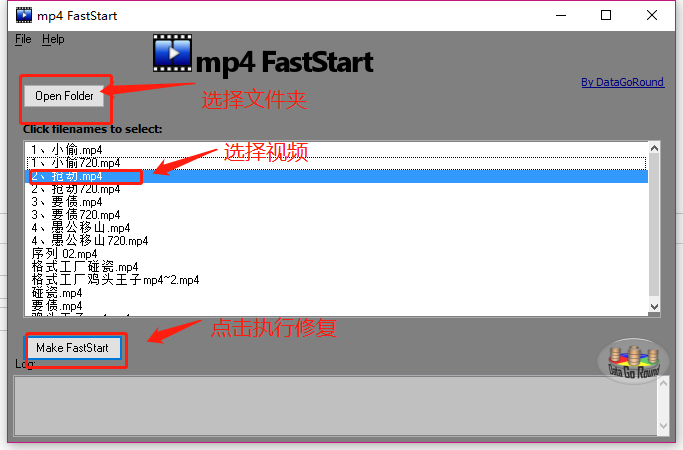 mp4 FastStart
File Help
mp4 FastStart
By DataGoRound
Open Folder
选择文件夹
Click filenames to select:
1、小偷.mp4
选择视频
1、小偷720.mp4
2、抢劫.mp4
2、抢劫720.mp4
3、要债.mp4
3、要债720.mp4
4、愚公移山.mp4
4、愚公移山720.mp4
序列 02.mp4
格式工厂碰瓷.mp4
格式工厂鸡头王子mp4~2.mp4
碰瓷.mp4
要债.mp4
点击执行修复
Make FastStart
Data Go Round
Log: